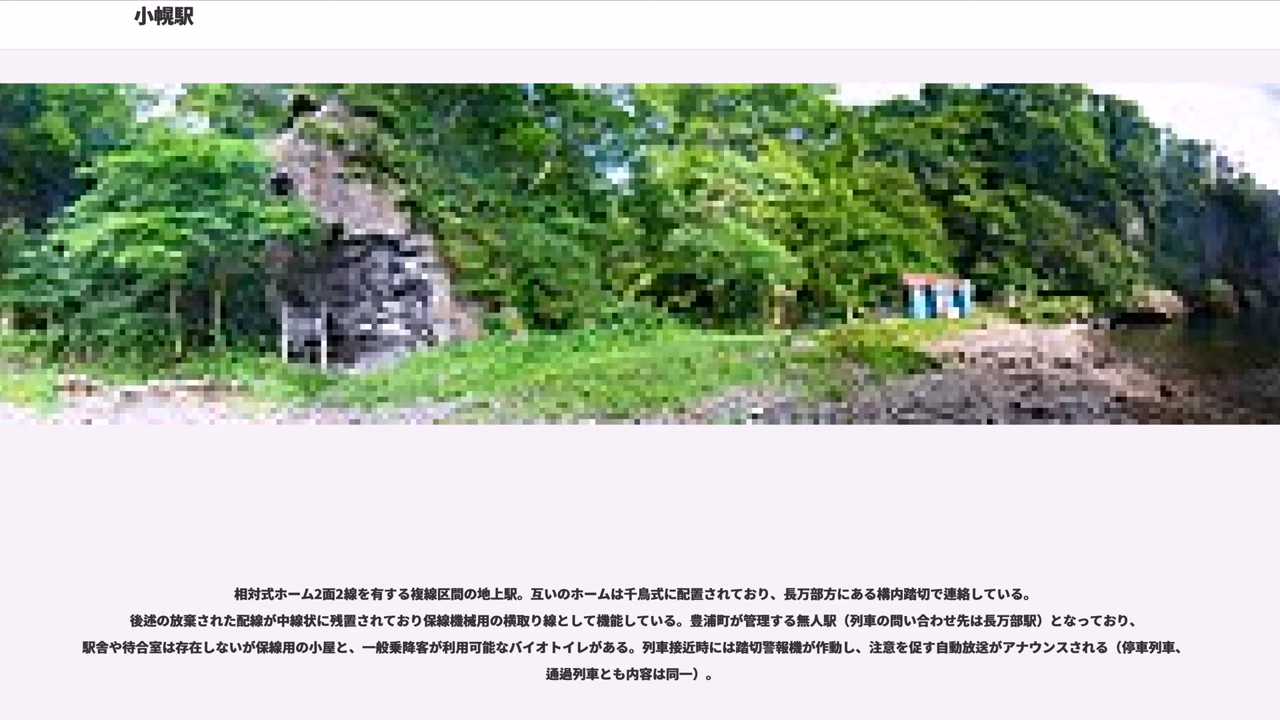 小幌駅
相対式ホーム2面2線を有する複線区間の地上駅。互いのホームは千鳥式に配置されており、長万部方にある構内踏切で連絡している。
後述の放棄された配線が中線状に残置されており保線機械用の横取り線として機能している。豊浦町が管理する無人駅（列車の問い合わせ先は長万部駅）となっており、
駅舎や待合室は存在しないが保線用の小屋と、一般乗降客が利用可能なバイオトイレがある。列車接近時には踏切警報機が作動し、注意を促す自動放送がアナウンスされる（停車列車、
通過列車とも内容は同一）。